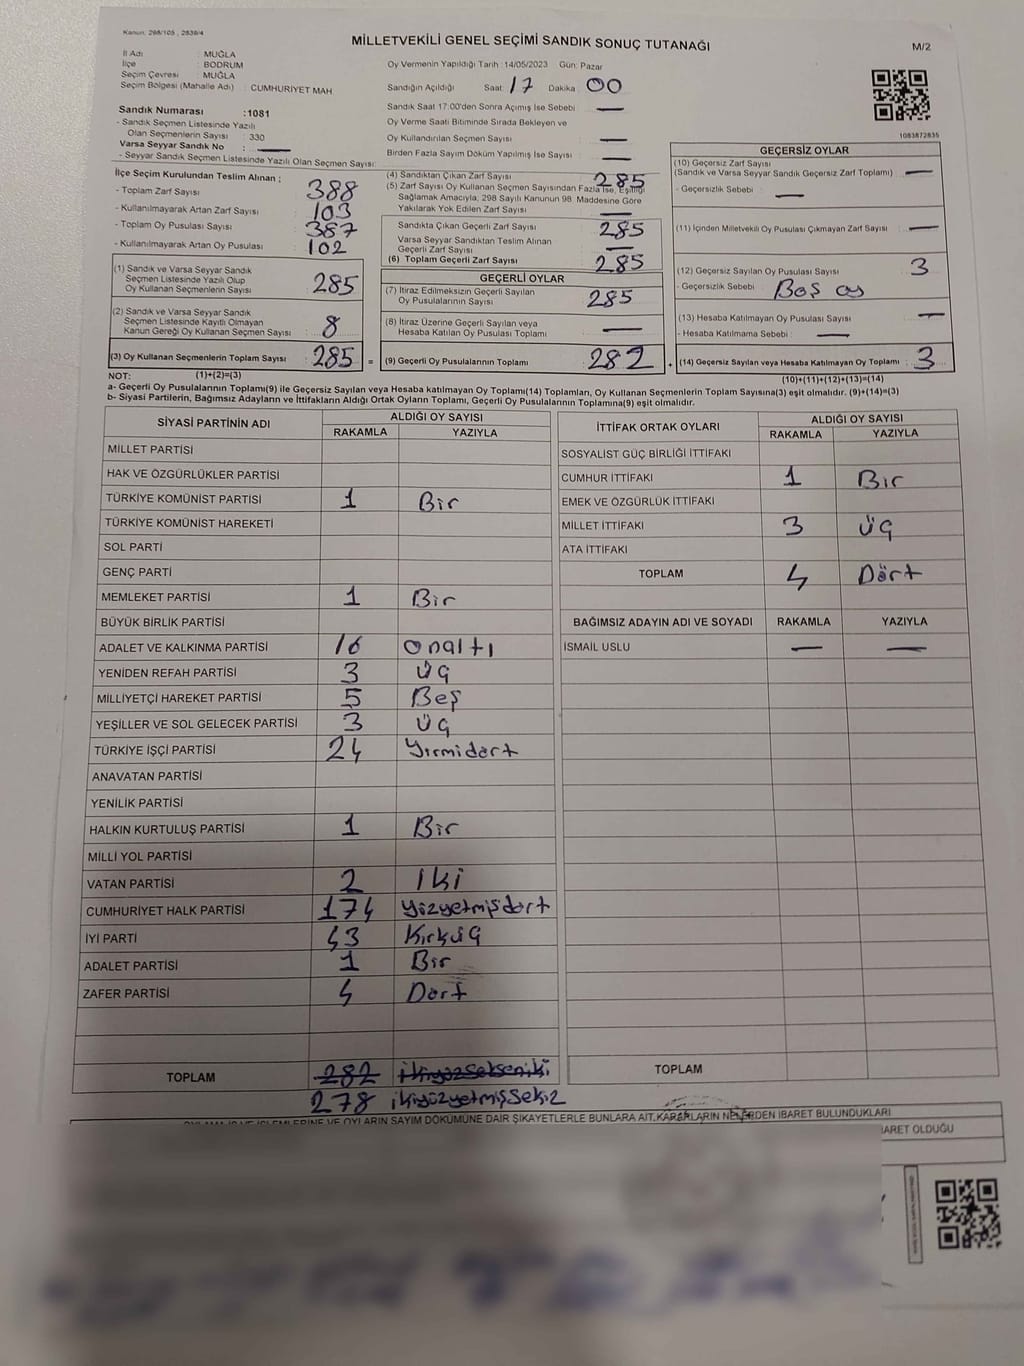 Kanun: 298/105 , 2839/4
MİLLETVEKİLİ GENEL SEÇİMİ SANDIK SONUÇ TUTANAĞI
M/2
İl Adı : MUĞLA
İlçe : BODRUM
Seçim Çevresi : MUĞLA
Seçim Bölgesi (Mahalle Adı) : CUMHURİYET MAH
Sandık Numarası :1081
- Sandık Seçmen Listesinde Yazılı
Olan Seçmenlerin Sayısı : 330
Varsa Seyyar Sandık No : —
- Seyyar Sandık Seçmen Listesinde Yazılı Olan Seçmen Sayısı:
Oy Vermenin Yapıldığı Tarih :14/05/2023 Gün: Pazar
Sandığın Açıldığı Saat: 17 Dakika: 00
Sandık Saat 17:00'den Sonra Açılmış İse Sebebi : —
Oy Verme Saati Bitiminde Sırada Bekleyen ve
Oy Kullandırılan Seçmen Sayısı : —
Birden Fazla Sayım Döküm Yapılmış İse Sayısı : —
1083872835
İlçe Seçim Kurulundan Teslim Alınan ;
- Toplam Zarf Sayısı : 388
- Kullanılmayarak Artan Zarf Sayısı : 103
- Toplam Oy Pusulası Sayısı : 387
- Kullanılmayarak Artan Oy Pusulası : 102
(1) Sandık ve Varsa Seyyar Sandık
Seçmen Listesinde Yazılı Olup
Oy Kullanan Seçmenlerin Sayısı : 285
(2) Sandık ve Varsa Seyyar Sandık
Seçmen Listesinde Kayıtlı Olmayan
Kanun Gereği Oy Kullanan Seçmen Sayısı : 8
(3) Oy Kullanan Seçmenlerin Toplam Sayısı : 285 =
(4) Sandıktan Çıkan Zarf Sayısı : 285
(5) Zarf Sayısı Oy Kullanan Seçmen Sayısından Fazla İse, Eşitliği
Sağlamak Amacıyla, 298 Sayılı Kanunun 98. Maddesine Göre
Yakılarak Yok Edilen Zarf Sayısı : —
Sandıkta Çıkan Geçerli Zarf Sayısı : 285
Varsa Seyyar Sandıktan Teslim Alınan
Geçerli Zarf Sayısı : —
(6) Toplam Geçerli Zarf Sayısı : 285
GEÇERLİ OYLAR
(7) İtiraz Edilmeksizin Geçerli Sayılan
Oy Pusulalarının Sayısı : 285
(8) İtiraz Üzerine Geçerli Sayılan veya
Hesaba Katılan Oy Pusulası Toplamı : —
(9) Geçerli Oy Pusulalarının Toplamı : 282 +
GEÇERSİZ OYLAR
(10) Geçersiz Zarf Sayısı
(Sandık ve Varsa Seyyar Sandık Geçersiz Zarf Toplamı) : —
- Geçersizlik Sebebi : —
(11) İçinden Milletvekili Oy Pusulası Çıkmayan Zarf Sayısı : —
(12) Geçersiz Sayılan Oy Pusulası Sayısı : 3
- Geçersizlik Sebebi : Boş oy
(13) Hesaba Katılmayan Oy Pusulası Sayısı : —
- Hesaba Katılmama Sebebi : —
(14) Geçersiz Sayılan veya Hesaba Katılmayan Oy Toplamı : 3
NOT: (1)+(2)=(3)
(10)+(11)+(12)+(13)=(14)
a- Geçerli Oy Pusulalarının Toplamı(9) ile Geçersiz Sayılan veya Hesaba katılmayan Oy Toplamı(14) Toplamları, Oy Kullanan Seçmenlerin Toplam Sayısına(3) eşit olmalıdır. (9)+(14)=(3)
b- Siyasi Partilerin, Bağımsız Adayların ve İttifakların Aldığı Ortak Oyların Toplamı, Geçerli Oy Pusulalarının Toplamına(9) eşit olmalıdır.
SİYASİ PARTİNİN ADI ALDIĞI OY SAYISI
RAKAMLA YAZIYLA
MİLLET PARTİSİ
HAK VE ÖZGÜRLÜKLER PARTİSİ
TÜRKİYE KOMÜNİST PARTİSİ 1 Bir
TÜRKİYE KOMÜNİST HAREKETİ
SOL PARTİ
GENÇ PARTİ
MEMLEKET PARTİSİ 1 Bir
BÜYÜK BİRLİK PARTİSİ
ADALET VE KALKINMA PARTİSİ 16 onaltı
YENİDEN REFAH PARTİSİ 3 Üç
MİLLİYETÇİ HAREKET PARTİSİ 5 Beş
YEŞİLLER VE SOL GELECEK PARTİSİ 3 Üç
TÜRKİYE İŞÇİ PARTİSİ 24 Yirmidört
ANAVATAN PARTİSİ
YENİLİK PARTİSİ
HALKIN KURTULUŞ PARTİSİ 1 Bir
MİLLİ YOL PARTİSİ
VATAN PARTİSİ 2 İki
CUMHURİYET HALK PARTİSİ 174 Yüzyetmişdört
İYİ PARTİ 43 Kırküç
ADALET PARTİSİ 1 Bir
ZAFER PARTİSİ 4 Dört
TOPLAM 282 ikiyüzsekseniki
278 ikiyüzyetmişsekiz
İTTİFAK ORTAK OYLARI ALDIĞI OY SAYISI
RAKAMLA YAZIYLA
SOSYALİST GÜÇ BİRLİĞİ İTTİFAKI
CUMHUR İTTİFAKI 1 Bir
EMEK VE ÖZGÜRLÜK İTTİFAKI
MİLLET İTTİFAKI 3 Üç
ATA İTTİFAKI
TOPLAM 4 Dört
BAĞIMSIZ ADAYIN ADI VE SOYADI RAKAMLA YAZIYLA
İSMAİL USLU — —
TOPLAM
OYLARIN SAYIM DÖKÜMÜNE DAİR ŞİKAYETLERLE BUNLARA AİT KARARLARIN NELERDEN İBARET BULUNDUKLARI
İBARET OLDUĞU